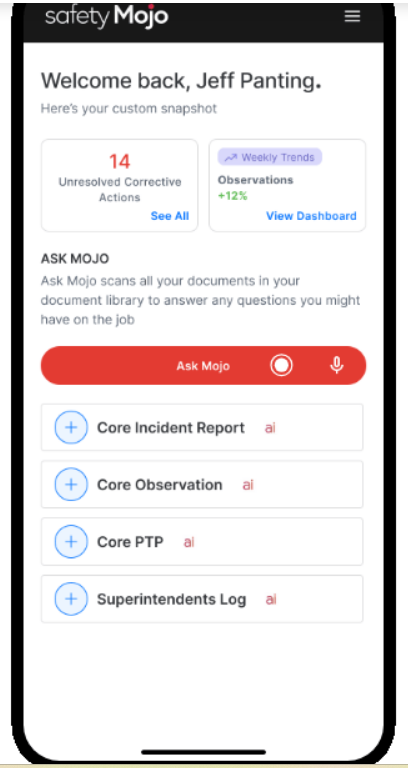 safety Mojo
Welcome back, Jeff Panting.
Here's your custom snapshot
14
Unresolved Corrective
Actions
See All
Weekly Trends
Observations
+12%
View Dashboard
ASK MOJO
Ask Mojo scans all your documents in your
document library to answer any questions you might
have on the job
Ask Mojo
Core Incident Report ai
Core Observation ai
Core PTP ai
Superintendents Log ai